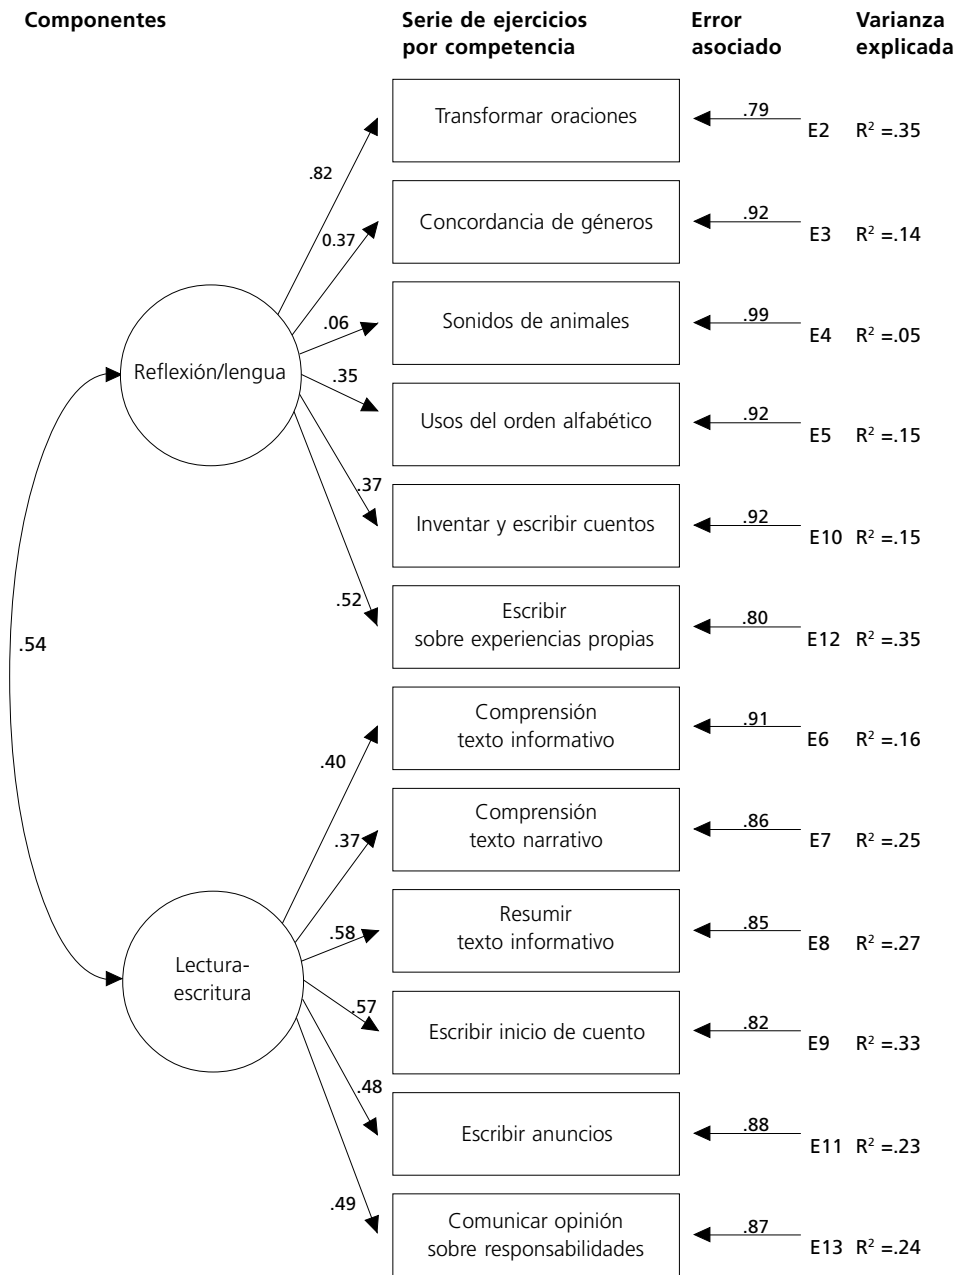 Componentes
Serie de ejercicios
por competencia
Error
asociado
Varianza
explicada
Transformar oraciones
.79
E2
R² =.35
.82
Concordancia de géneros
.92
E3
R² =.14
0.37
Sonidos de animales
.99
E4
R² =.05
.06
Reflexión/lengua
.35
Usos del orden alfabético
.92
E5
R² =.15
.37
Inventar y escribir cuentos
.92
E10
R² =.15
.52
Escribir
sobre experiencias propias
.80
E12
R² =.35
.54
Comprensión
texto informativo
.91
E6
R² =.16
.40
Comprensión
texto narrativo
.86
E7
R² =.25
.37
Resumir
texto informativo
.85
E8
R² =.27
.58
Lectura-
escritura
.57
Escribir inicio de cuento
.82
E9
R² =.33
.48
Escribir anuncios
.88
E11
R² =.23
.49
Comunicar opinión
sobre responsabilidades
.87
E13
R² =.24